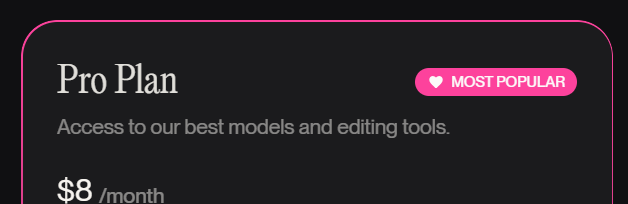 Pro Plan
MOST POPULAR
Access to our best models and editing tools.
$8 /month